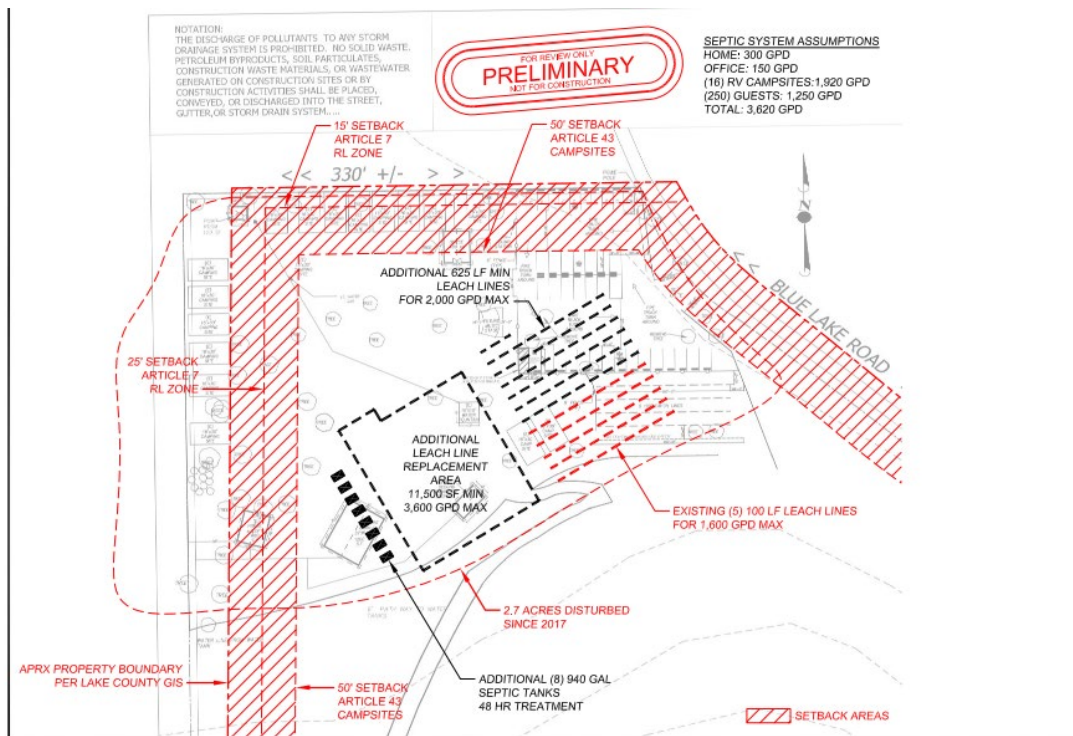 NOTATION:
THE DISCHARGE OF POLLUTANTS TO ANY STORM
DRAINAGE SYSTEM IS PROHIBITED. NO SOLID WASTE.
PETROLEUM BYPRODUCTS, SOIL PARTICULATES,
CONSTRUCTION WASTE MATERIALS, OR WASTEWATER
GENERATED ON CONSTRUCTION SITES OR BY
CONSTRUCTION ACTIVITIES SHALL BE PLACED,
CONVEYED, OR DISCHARGED INTO THE STREET,
GUTTER,OR STORM DRAIN SYSTEM.....
FOR REVIEW ONLY
PRELIMINARY
NOT FOR CONSTRUCTION
SEPTIC SYSTEM ASSUMPTIONS
HOME: 300 GPD
OFFICE: 150 GPD
(16) RV CAMPSITES:1,920 GPD
(250) GUESTS: 1,250 GPD
TOTAL: 3,620 GPD
15' SETBACK
ARTICLE 7
RL ZONE
50' SETBACK
ARTICLE 43
CAMPSITES
< < 330' +/- > >
N
ADDITIONAL 625 LF MIN
LEACH LINES
FOR 2,000 GPD MAX
<< BLUE LAKE ROAD
25' SETBACK
ARTICLE 7
RL ZONE
ADDITIONAL
LEACH LINE
REPLACEMENT
AREA
11,500 SF MIN
3,600 GPD MAX
EXISTING (5) 100 LF LEACH LINES
FOR 1,600 GPD MAX
2.7 ACRES DISTURBED
SINCE 2017
APRX PROPERTY BOUNDARY
PER LAKE COUNTY GIS
50' SETBACK
ARTICLE 43
CAMPSITES
ADDITIONAL (8) 940 GAL
SEPTIC TANKS
48 HR TREATMENT
SETBACK AREAS